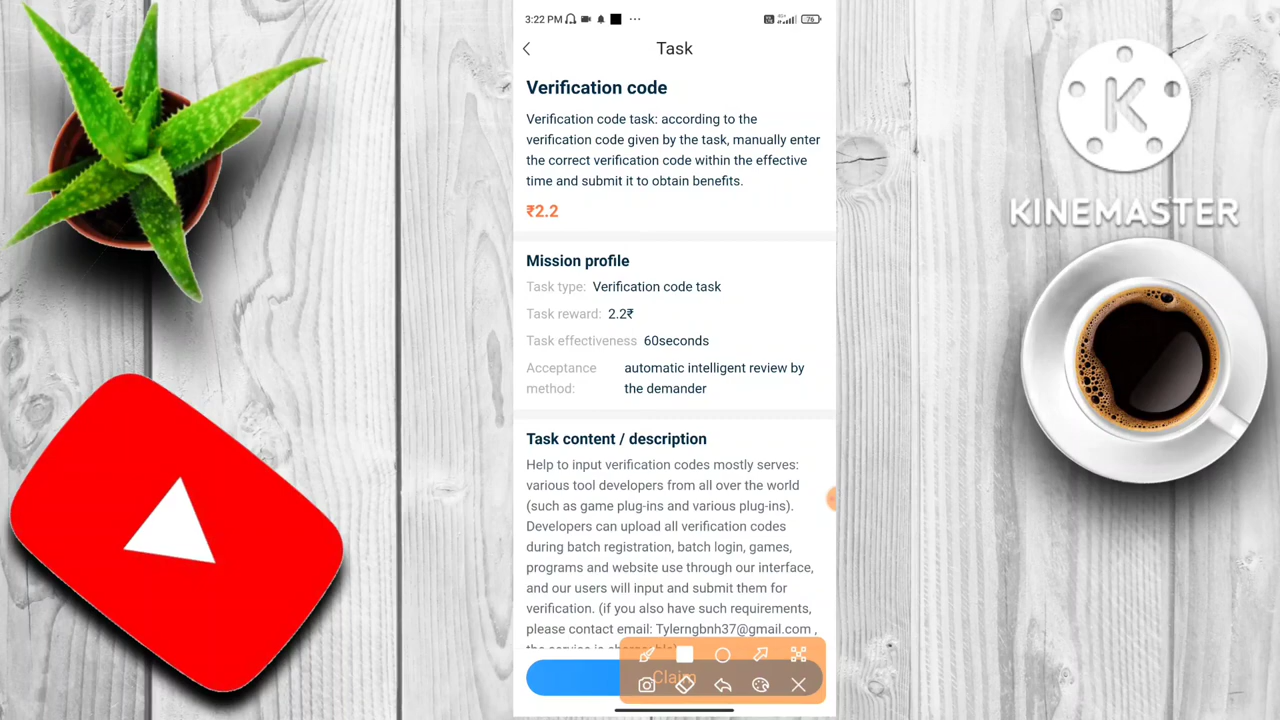 3:22 PM
76
Task
Verification code
Verification code task: according to the
verification code given by the task, manually enter
the correct verification code within the effective
time and submit it to obtain benefits.
₹2.2
Mission profile
Task type: Verification code task
Task reward: 2.2₹
Task effectiveness 60seconds
Acceptance method: automatic intelligent review by
the demander
Task content / description
Help to input verification codes mostly serves:
various tool developers from all over the world
(such as game plug-ins and various plug-ins).
Developers can upload all verification codes
during batch registration, batch login, games,
programs and website use through our interface,
and our users will input and submit them for
verification. (if you also have such requirements,
please contact email: Tylerngbnh37@gmail.com ,
Claim
K
KINEMASTER